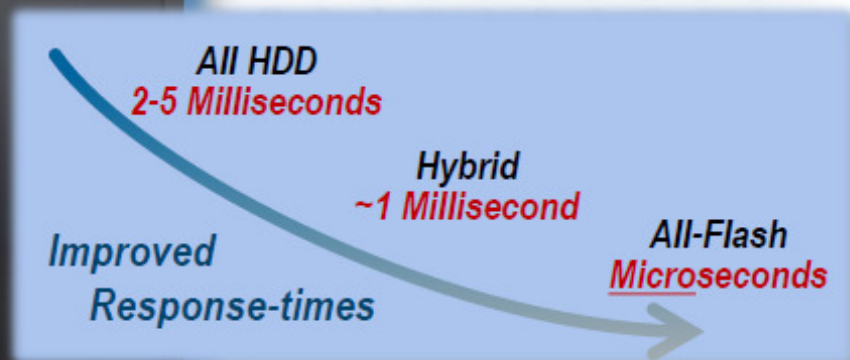 All HDD
2-5 Milliseconds
Hybrid
~1 Millisecond
All-Flash
Microseconds
Improved
Response-times